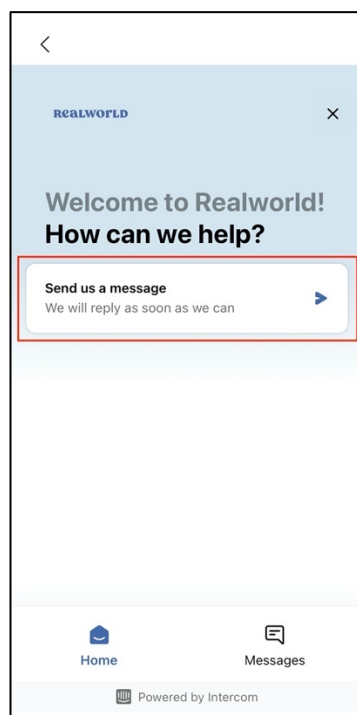 Realworld
Welcome to Realworld!
How can we help?
Send us a message
We will reply as soon as we can
Home
Messages
Powered by Intercom